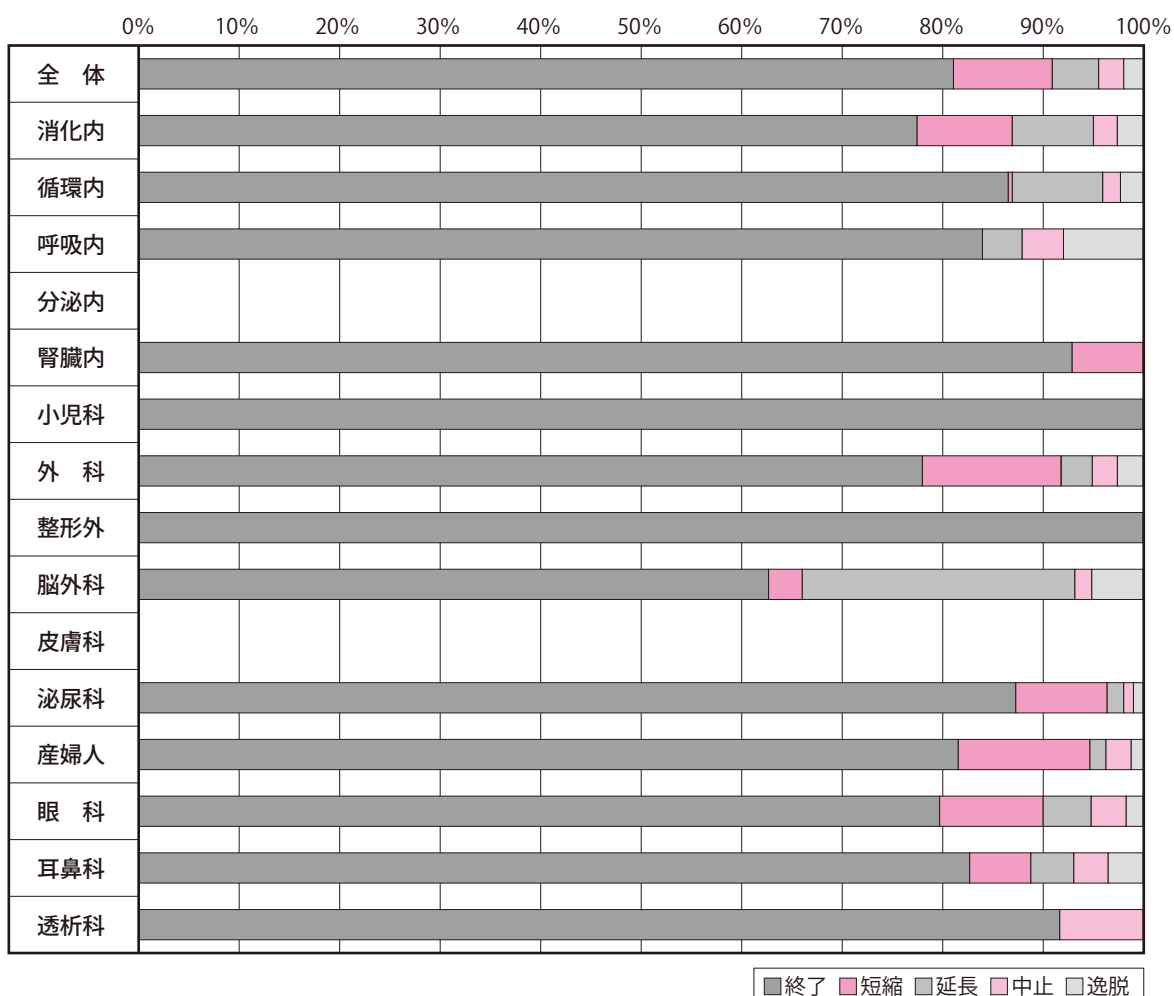 0% 10% 20% 30% 40% 50% 60% 70% 80% 90% 100%
全 体
消化内
循環内
呼吸内
分泌内
腎臓内
小児科
外 科
整形外
脳外科
皮膚科
泌尿科
産婦人
眼 科
耳鼻科
透析科
終了 短縮 延長 中止 逸脱